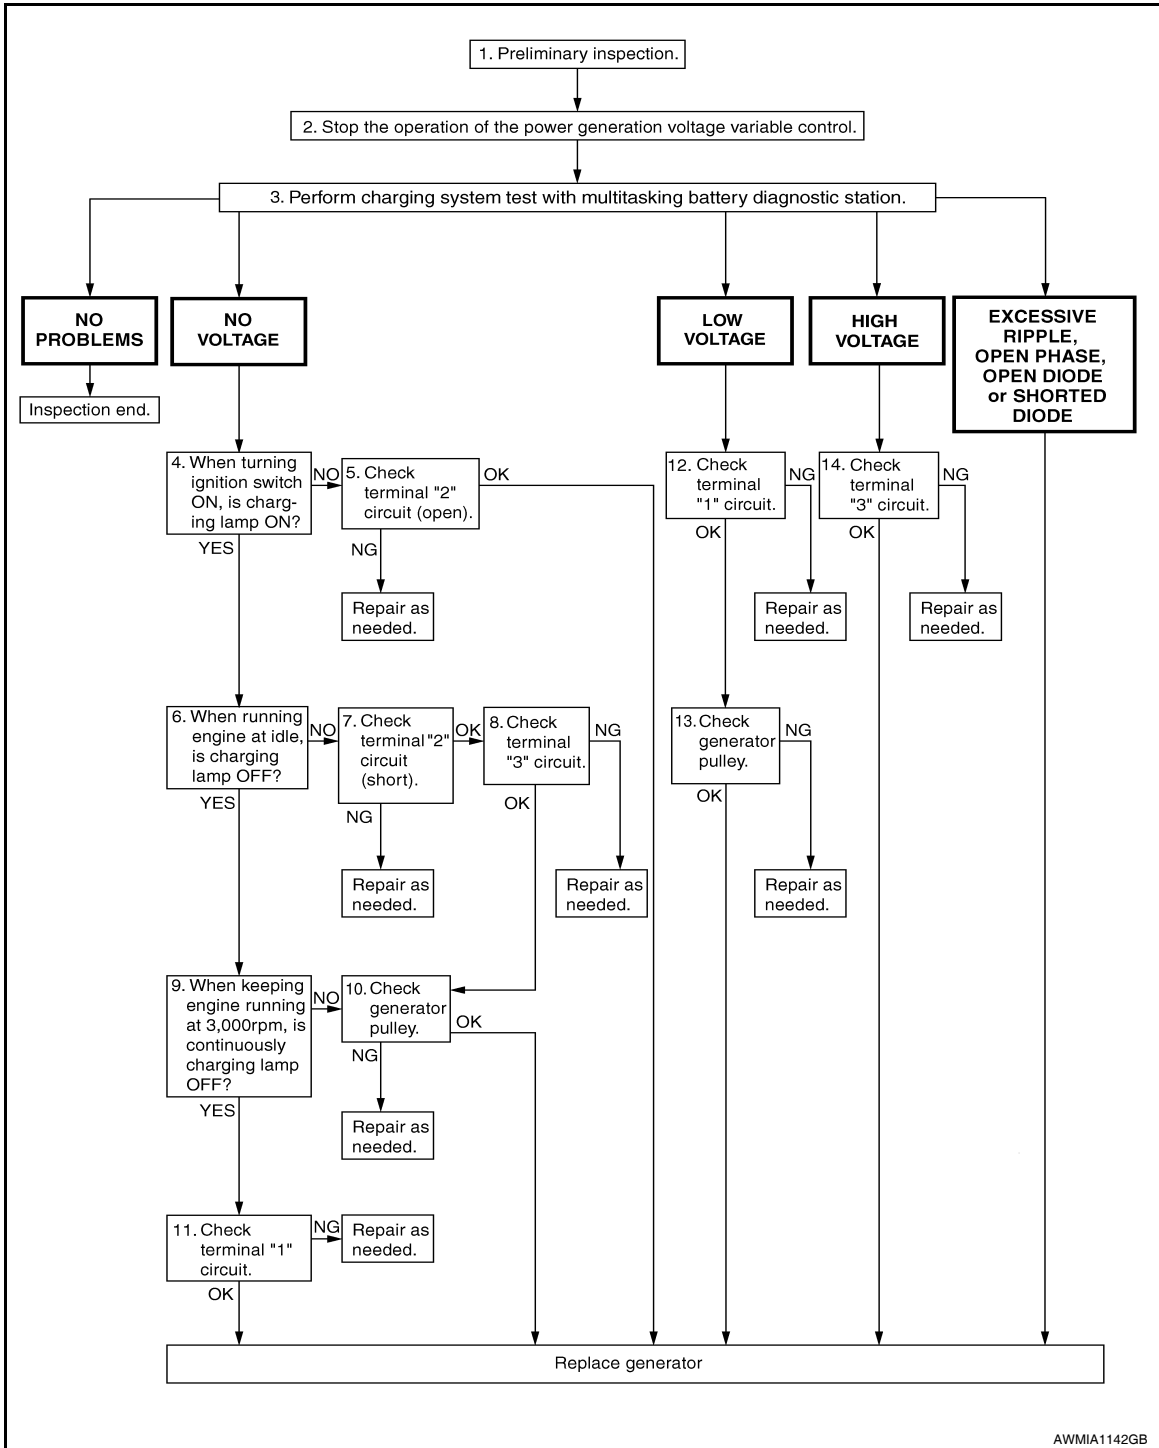 1. Preliminary inspection.
2. Stop the operation of the power generation voltage variable control.
3. Perform charging system test with multitasking battery diagnostic station.
NO
PROBLEMS
NO
VOLTAGE
LOW
VOLTAGE
HIGH
VOLTAGE
EXCESSIVE
RIPPLE,
OPEN PHASE,
OPEN DIODE
or SHORTED
DIODE
Inspection end.
4. When turning
ignition switch
ON, is charg-
ing lamp ON?
NO
YES
5. Check
terminal "2"
circuit (open).
OK
NG
Repair as
needed.
12. Check
terminal
"1" circuit.
NG
OK
Repair as
needed.
14. Check
terminal
"3" circuit.
NG
OK
Repair as
needed.
6. When running
engine at idle,
is charging
lamp OFF?
NO
YES
7. Check
terminal "2"
circuit
(short).
OK
NG
Repair as
needed.
8. Check
terminal
"3" circuit.
NG
OK
Repair as
needed.
13. Check
generator
pulley.
NG
OK
Repair as
needed.
9. When keeping
engine running
at 3,000rpm, is
continuously
charging lamp
OFF?
NO
YES
10. Check
generator
pulley.
OK
NG
Repair as
needed.
11. Check
terminal "1"
circuit.
NG
OK
Repair as
needed.
Replace generator
AWMIA1142GB